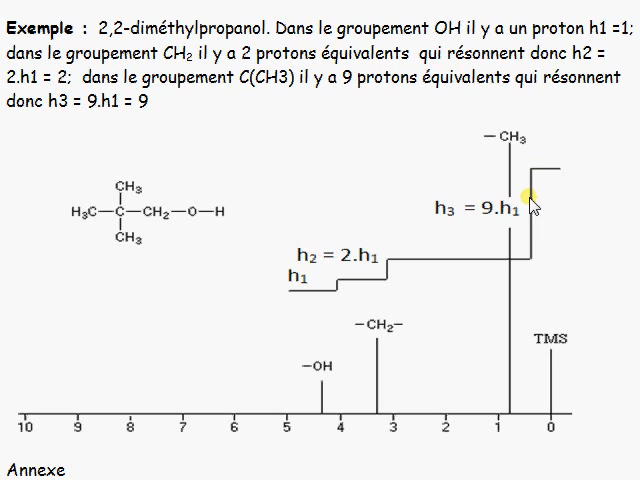 Exemple : 2,2-diméthylpropanol. Dans le groupement OH il y a un proton h1 =1;
dans le groupement CH₂ il y a 2 protons équivalents qui résonnent donc h2 =
2.h1 = 2; dans le groupement C(CH3) il y a 9 protons équivalents qui résonnent
donc h3 = 9.h1 = 9
— CH₃
CH₃
H₃C—C—CH₂—O—H
CH₃
h₃ = 9.h₁
h₂ = 2.h₁
h₁
—CH₂—
TMS
—OH
10 9 8 7 6 5 4 3 2 1 0
Annexe